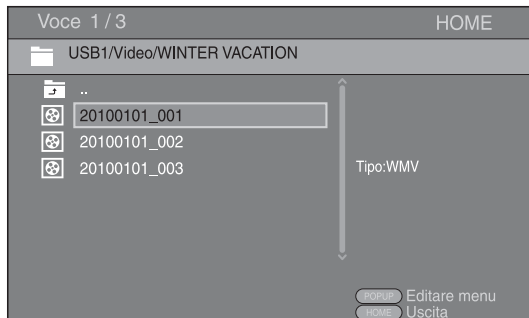 Voce 1 / 3 HOME
USB1/Video/WINTER VACATION
..
20100101_001
20100101_002
20100101_003
Tipo:WMV
POPUP Editare menu
HOME Uscita